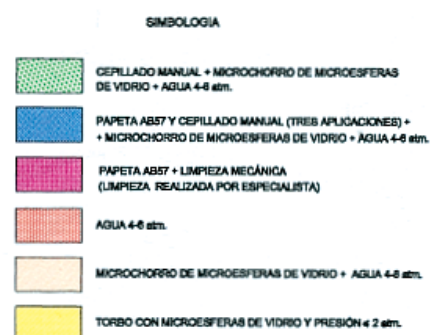 SIMBOLOGIA
CEPILLADO MANUAL + MICROCHORRO DE MICROESFERAS
DE VIDRIO + AGUA 4-6 atm.
PAPETA AB57 Y CEPILLADO MANUAL (TRES APLICACIONES) +
+ MICROCHORRO DE MICROESFERAS DE VIDRIO + AGUA 4-6 atm.
PAPETA AB57 + LIMPIEZA MECÁNICA
(LIMPIEZA REALIZADA POR ESPECIALISTA)
AGUA 4-6 atm.
MICROCHORRO DE MICROESFERAS DE VIDRIO + AGUA 4-6 atm.
TORBO CON MICROESFERAS DE VIDRIO Y PRESIÓN ≤ 2 atm.